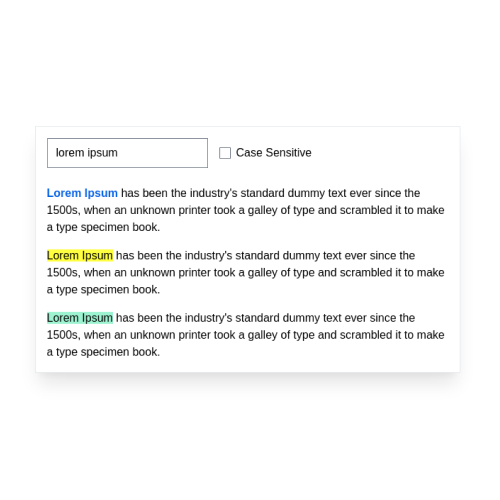 lorem ipsum
Case Sensitive
Lorem Ipsum has been the industry's standard dummy text ever since the
1500s, when an unknown printer took a galley of type and scrambled it to make
a type specimen book.
Lorem Ipsum has been the industry's standard dummy text ever since the
1500s, when an unknown printer took a galley of type and scrambled it to make
a type specimen book.
Lorem Ipsum has been the industry's standard dummy text ever since the
1500s, when an unknown printer took a galley of type and scrambled it to make
a type specimen book.